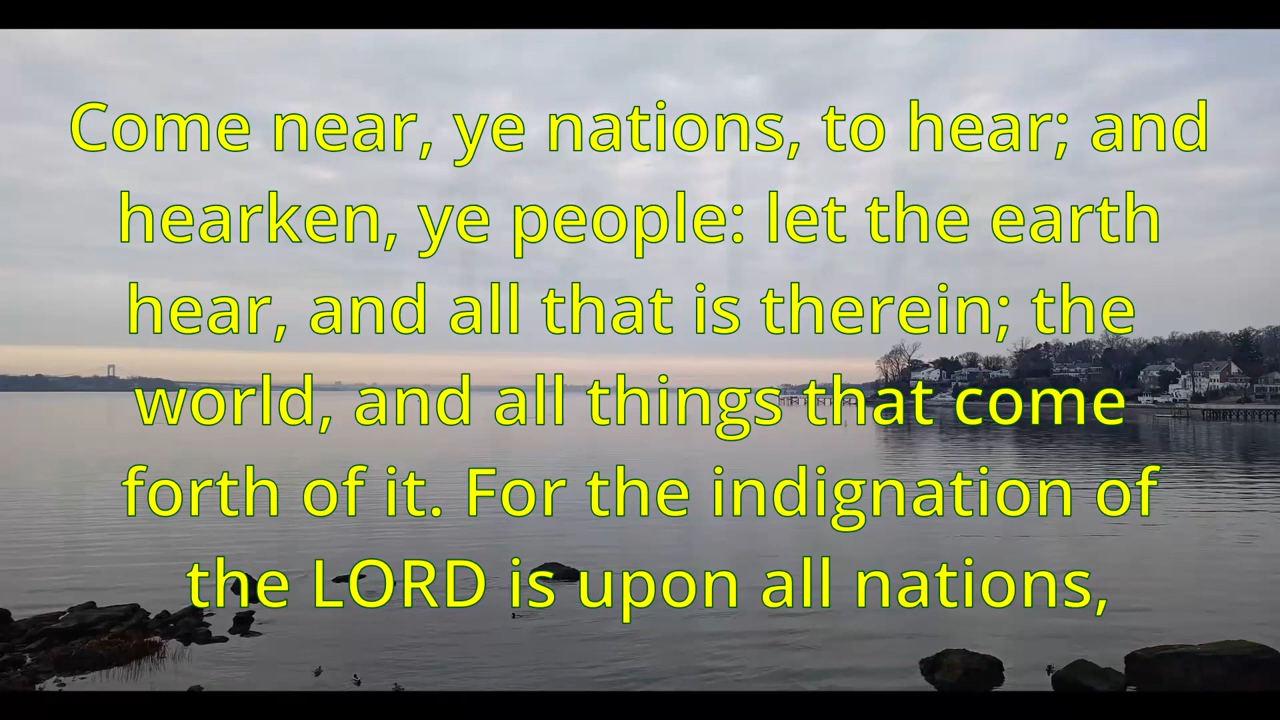 Come near, ye nations, to hear; and
hearken, ye people: let the earth
hear, and all that is therein; the
world, and all things that come
forth of it. For the indignation of
the LORD is upon all nations,